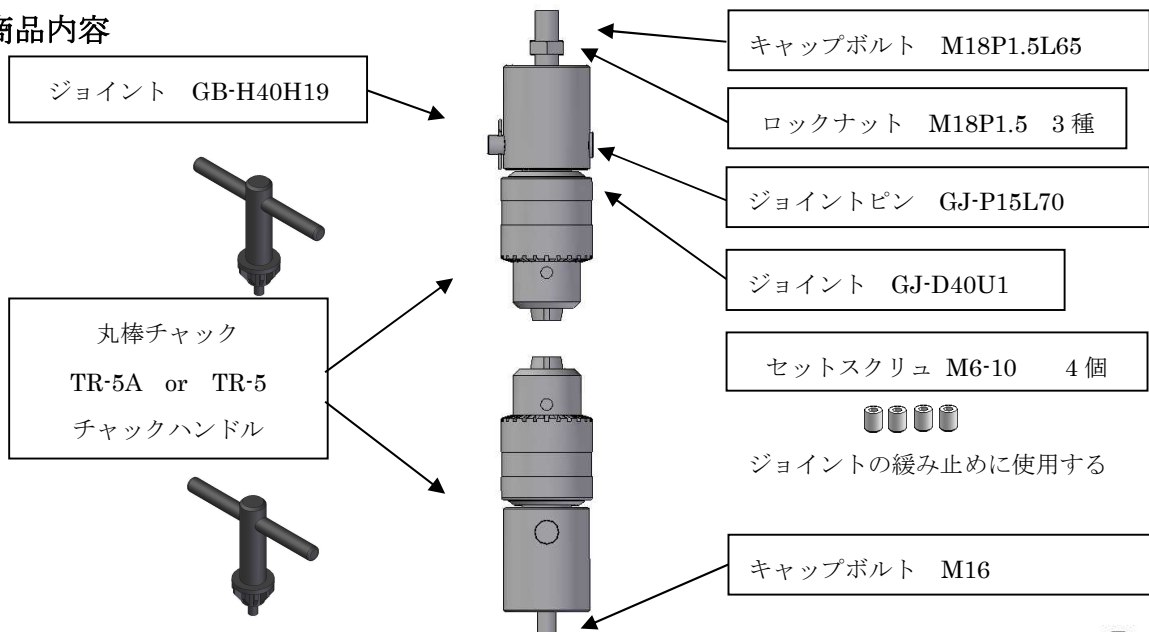 商品内容
ジョイント GB-H40H19
キャップボルト M18P1.5L65
ロックナット M18P1.5 3種
ジョイントピン GJ-P15L70
ジョイント GJ-D40U1
丸棒チャック
TR-5A or TR-5
チャックハンドル
セットスクリュ M6-10 4個
ジョイントの緩み止めに使用する
キャップボルト M16